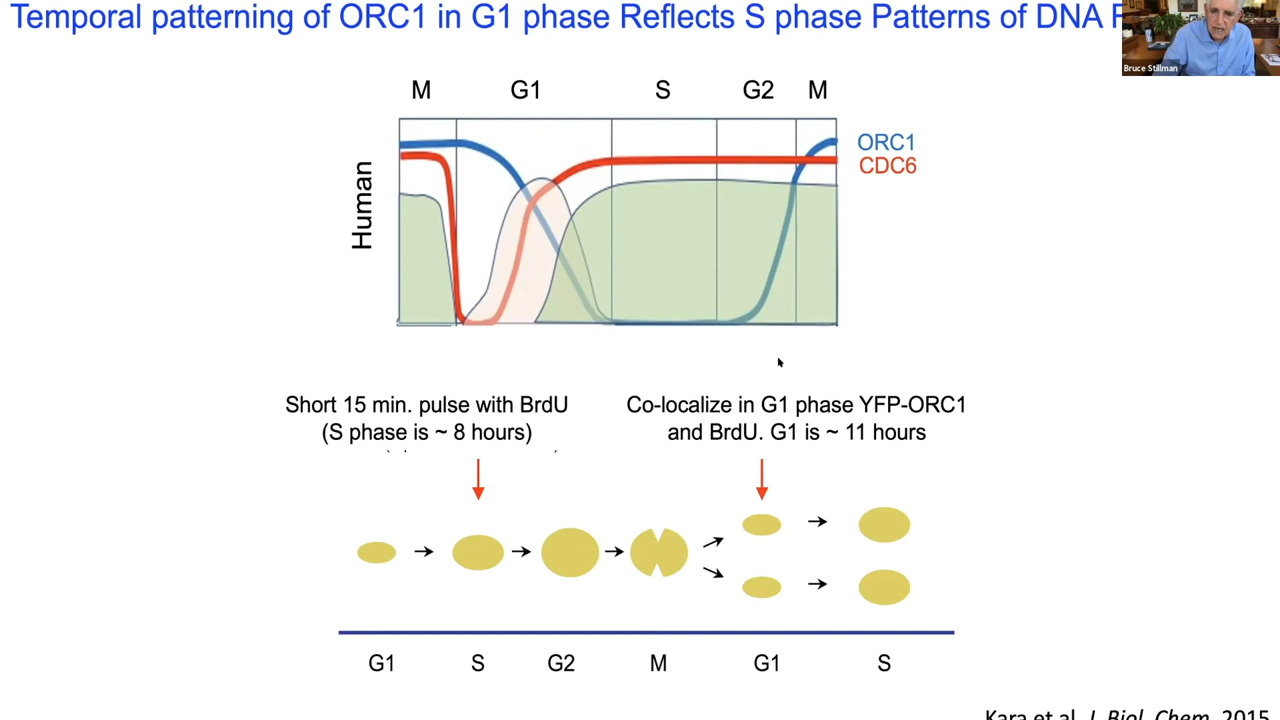 Temporal patterning of ORC1 in G1 phase Reflects S phase Patterns of DNA
Bruce Stillman
M G1 S G2 M
ORC1
CDC6
Human
Short 15 min. pulse with BrdU
(S phase is ~ 8 hours)
Co-localize in G1 phase YFP-ORC1
and BrdU. G1 is ~ 11 hours
G1 S G2 M G1 S
Kara et al. J. Biol. Chem. 2015